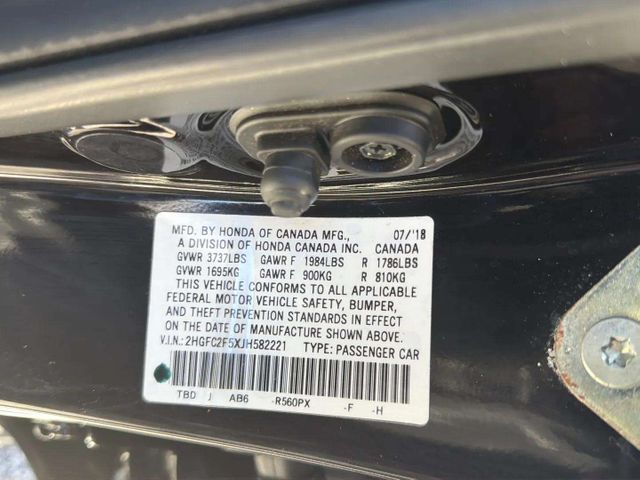 MFD. BY HONDA OF CANADA MFG., 07/'18
A DIVISION OF HONDA CANADA INC. CANADA
GVWR 3737LBS GAWR F 1984LBS R 1786LBS
GVWR 1695KG GAWR F 900KG R 810KG
THIS VEHICLE CONFORMS TO ALL APPLICABLE
FEDERAL MOTOR VEHICLE SAFETY, BUMPER,
AND THEFT PREVENTION STANDARDS IN EFFECT
ON THE DATE OF MANUFACTURE SHOWN ABOVE.
V.I.N.: 2HGFC2F5XJH582221 TYPE: PASSENGER CAR
TBD J AB6 -R560PX -F -H